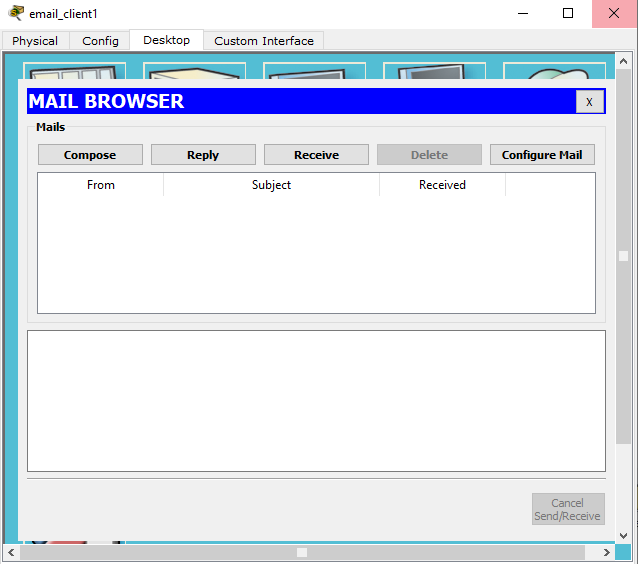 email_client1
Physical Config Desktop Custom Interface
MAIL BROWSER X
Mails
Compose Reply Receive Delete Configure Mail
From Subject Received
Cancel
Send/Receive